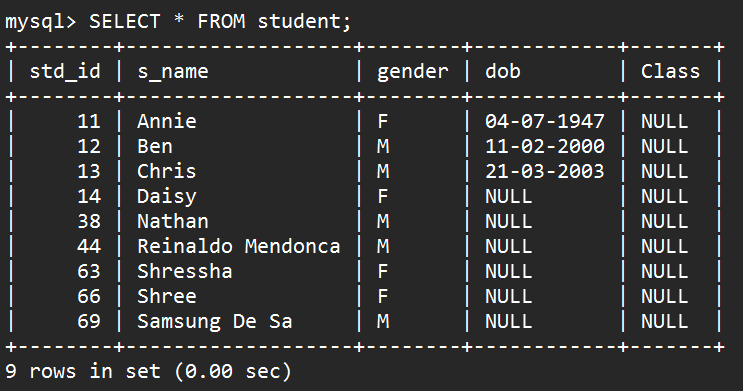 mysql> SELECT * FROM student;
+--------+-------------------+--------+------------+-------+
| std_id | s_name            | gender | dob        | Class |
+--------+-------------------+--------+------------+-------+
|     11 | Annie             | F      | 04-07-1947 | NULL  |
|     12 | Ben               | M      | 11-02-2000 | NULL  |
|     13 | Chris             | M      | 21-03-2003 | NULL  |
|     14 | Daisy             | F      | NULL       | NULL  |
|     38 | Nathan            | M      | NULL       | NULL  |
|     44 | Reinaldo Mendonca | M      | NULL       | NULL  |
|     63 | Shressha          | F      | NULL       | NULL  |
|     66 | Shree             | F      | NULL       | NULL  |
|     69 | Samsung De Sa     | M      | NULL       | NULL  |
+--------+-------------------+--------+------------+-------+
9 rows in set (0.00 sec)